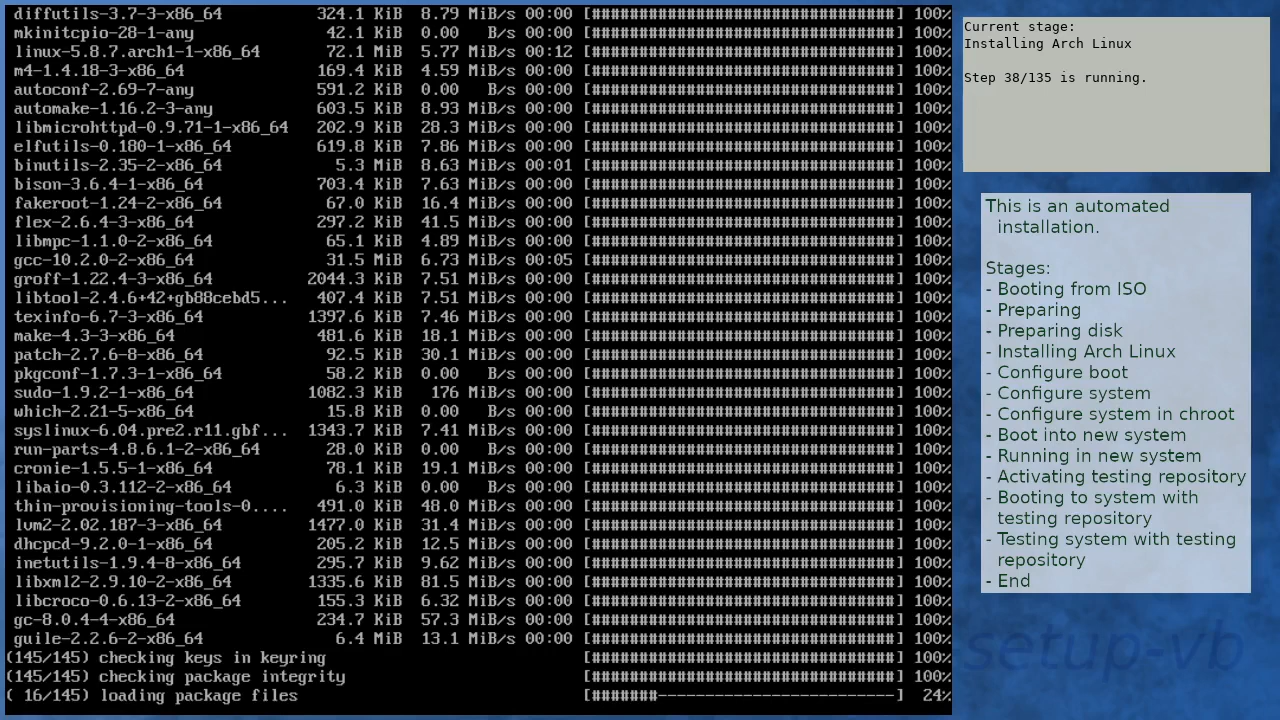 diffutils-3.7-3-x86_64 324.1 KiB 8.79 MiB/s 00:00 [################################] 100%
mkinitcpio-28-1-any 42.1 KiB 0.00 B/s 00:00 [################################] 100%
linux-5.8.7.arch1-1-x86_64 72.1 MiB 5.77 MiB/s 00:12 [################################] 100%
m4-1.4.18-3-x86_64 169.4 KiB 4.59 MiB/s 00:00 [################################] 100%
autoconf-2.69-7-any 591.2 KiB 0.00 B/s 00:00 [################################] 100%
automake-1.16.2-3-any 603.5 KiB 8.93 MiB/s 00:00 [################################] 100%
libmicrohttpd-0.9.71-1-x86_64 202.9 KiB 28.3 MiB/s 00:00 [################################] 100%
elfutils-0.180-1-x86_64 619.8 KiB 7.86 MiB/s 00:00 [################################] 100%
binutils-2.35-2-x86_64 5.3 MiB 8.63 MiB/s 00:01 [################################] 100%
bison-3.6.4-1-x86_64 703.4 KiB 7.63 MiB/s 00:00 [################################] 100%
fakeroot-1.24-2-x86_64 67.0 KiB 16.4 MiB/s 00:00 [################################] 100%
flex-2.6.4-3-x86_64 297.2 KiB 41.5 MiB/s 00:00 [################################] 100%
libmpc-1.1.0-2-x86_64 65.1 KiB 4.89 MiB/s 00:00 [################################] 100%
gcc-10.2.0-2-x86_64 31.5 MiB 6.73 MiB/s 00:05 [################################] 100%
groff-1.22.4-3-x86_64 2044.3 KiB 7.51 MiB/s 00:00 [################################] 100%
libtool-2.4.6+42+gb88cebd5... 407.4 KiB 7.51 MiB/s 00:00 [################################] 100%
texinfo-6.7-3-x86_64 1397.6 KiB 7.46 MiB/s 00:00 [################################] 100%
make-4.3-3-x86_64 481.6 KiB 18.1 MiB/s 00:00 [################################] 100%
patch-2.7.6-8-x86_64 92.5 KiB 30.1 MiB/s 00:00 [################################] 100%
pkgconf-1.7.3-1-x86_64 58.2 KiB 0.00 B/s 00:00 [################################] 100%
sudo-1.9.2-1-x86_64 1082.3 KiB 176 MiB/s 00:00 [################################] 100%
which-2.21-5-x86_64 15.8 KiB 0.00 B/s 00:00 [################################] 100%
syslinux-6.04.pre2.r11.gbf... 1343.7 KiB 7.41 MiB/s 00:00 [################################] 100%
run-parts-4.8.6.1-2-x86_64 28.0 KiB 0.00 B/s 00:00 [################################] 100%
cronie-1.5.5-1-x86_64 78.1 KiB 19.1 MiB/s 00:00 [################################] 100%
libaio-0.3.112-2-x86_64 6.3 KiB 0.00 B/s 00:00 [################################] 100%
thin-provisioning-tools-0.... 491.0 KiB 48.0 MiB/s 00:00 [################################] 100%
lvm2-2.02.187-3-x86_64 1477.0 KiB 31.4 MiB/s 00:00 [################################] 100%
dhcpcd-9.2.0-1-x86_64 205.2 KiB 12.5 MiB/s 00:00 [################################] 100%
inetutils-1.9.4-8-x86_64 295.7 KiB 9.62 MiB/s 00:00 [################################] 100%
libxml2-2.9.10-2-x86_64 1335.6 KiB 81.5 MiB/s 00:00 [################################] 100%
libcroco-0.6.13-2-x86_64 155.3 KiB 6.32 MiB/s 00:00 [################################] 100%
gc-8.0.4-4-x86_64 234.7 KiB 57.3 MiB/s 00:00 [################################] 100%
guile-2.2.6-2-x86_64 6.4 MiB 13.1 MiB/s 00:00 [################################] 100%
(145/145) checking keys in keyring [################################] 100%
(145/145) checking package integrity [################################] 100%
( 16/145) loading package files [#######-------------------------] 24%
Current stage:
Installing Arch Linux
Step 38/135 is running.
This is an automated
installation.
Stages:
- Booting from ISO
- Preparing
- Preparing disk
- Installing Arch Linux
- Configure boot
- Configure system
- Configure system in chroot
- Boot into new system
- Running in new system
- Activating testing repository
- Booting to system with
testing repository
- Testing system with testing
repository
- End
setup-vb